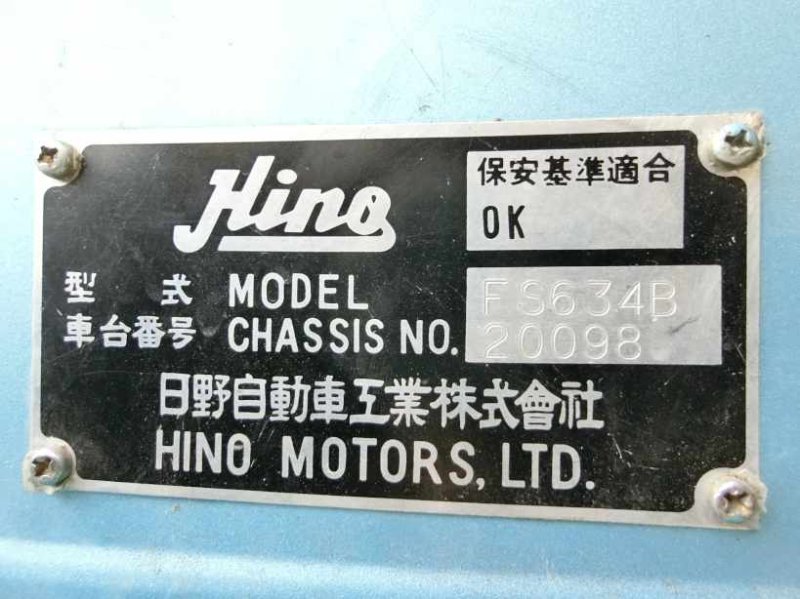 Hino
保安基準適合
OK
型式 MODEL FS634B
車台番号 CHASSIS NO. 20098
日野自動車工業株式會社
HINO MOTORS, LTD.